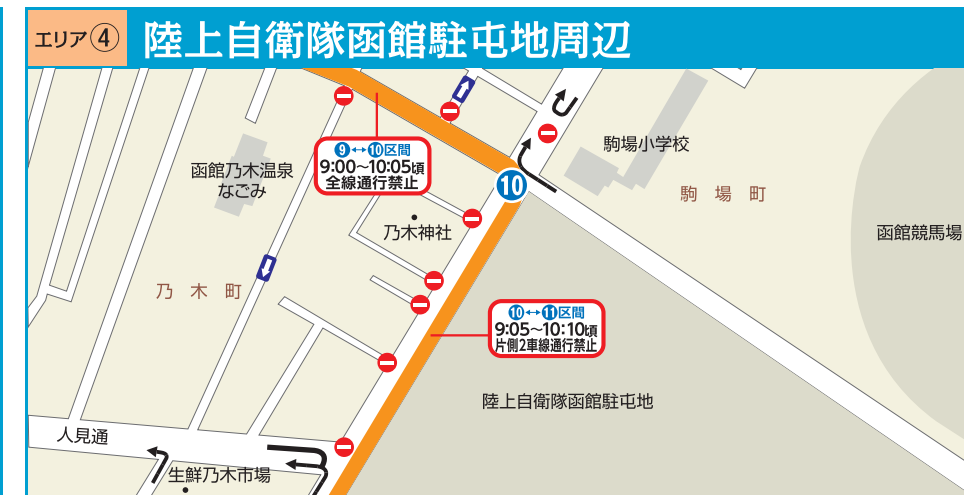 エリア④ 陸上自衛隊函館駐屯地周辺
⑨↔⑩区間
9:00～10:05頃
全線通行禁止
駒場小学校
函館乃木温泉
なごみ
10
駒場町
乃木神社
函館競馬場
乃木町
⑩↔⑪区間
9:05～10:10頃
片側2車線通行禁止
陸上自衛隊函館駐屯地
人見通
生鮮乃木市場